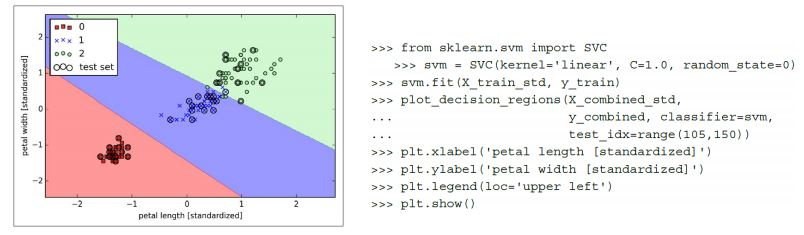 0
1
2
test set
2
1
0
−1
−2
petal width [standardized]
−2
−1
0
1
2
petal length [standardized]
>>> from sklearn.svm import SVC
>>> svm = SVC(kernel='linear', C=1.0, random_state=0)
>>> svm.fit(X_train_std, y_train)
>>> plot_decision_regions(X_combined_std,
... y_combined, classifier=svm,
... test_idx=range(105,150))
>>> plt.xlabel('petal length [standardized]')
>>> plt.ylabel('petal width [standardized]')
>>> plt.legend(loc='upper left')
>>> plt.show()